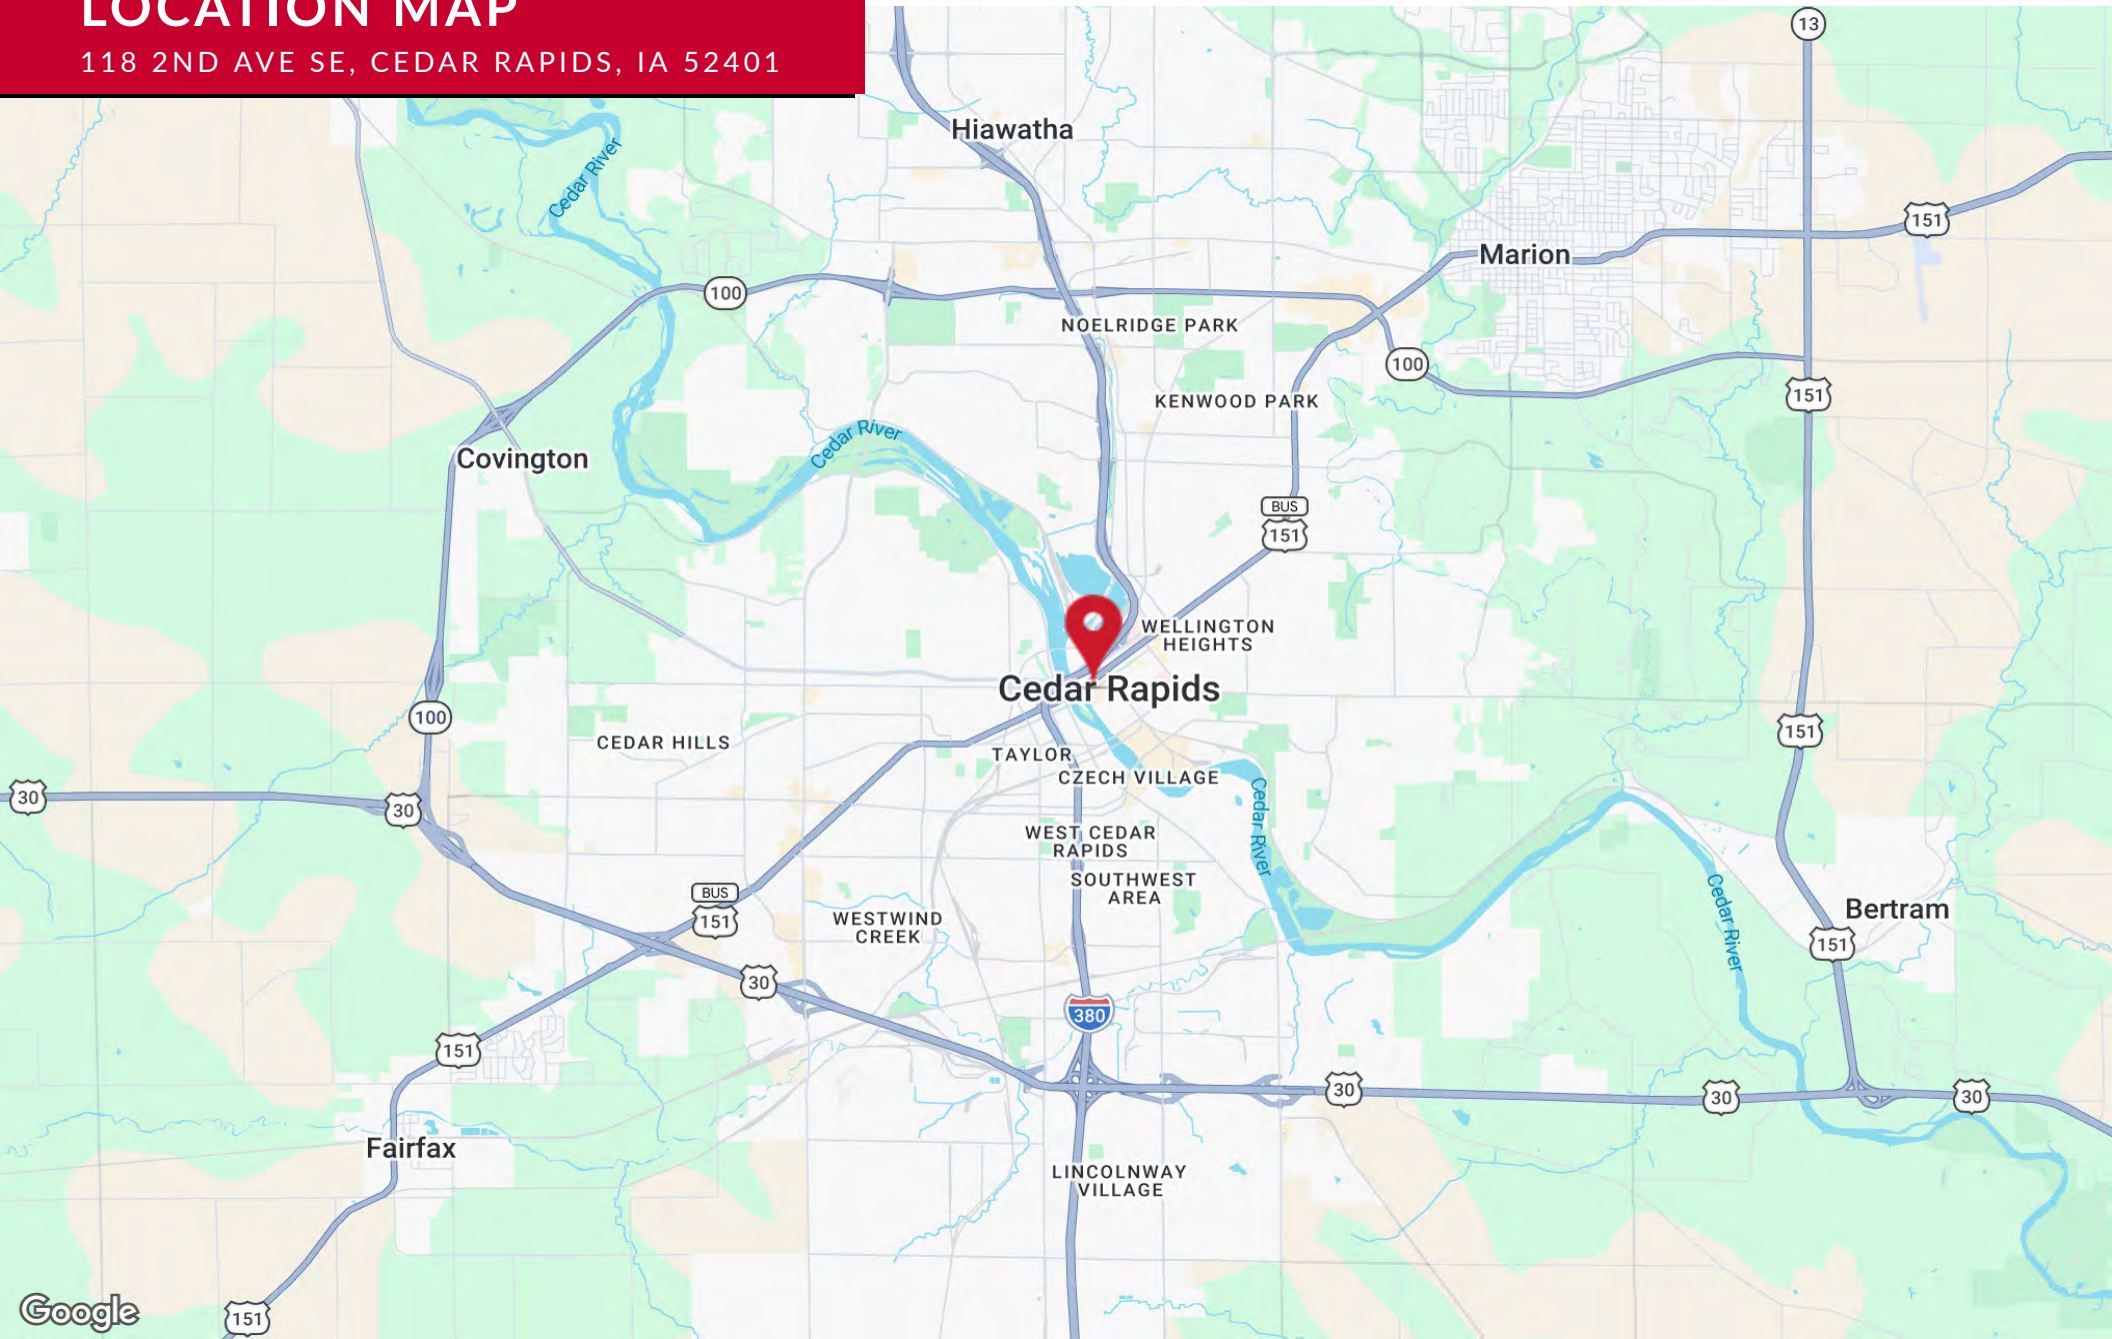 LOCATION MAP
118 2ND AVE SE, CEDAR RAPIDS, IA 52401
13
Hiawatha
Cedar River
151
Marion
100
NOELRIDGE PARK
100
151
KENWOOD PARK
Cedar River
Covington
BUS
151
WELLINGTON
HEIGHTS
Cedar Rapids
100
151
CEDAR HILLS
TAYLOR
CZECH VILLAGE
30
30
Cedar River
WEST CEDAR
RAPIDS
SOUTHWEST
AREA
BUS
151
WESTWIND
CREEK
Cedar River
Bertram
151
30
380
151
30
30
30
Fairfax
LINCOLNWAY
VILLAGE
Google
151